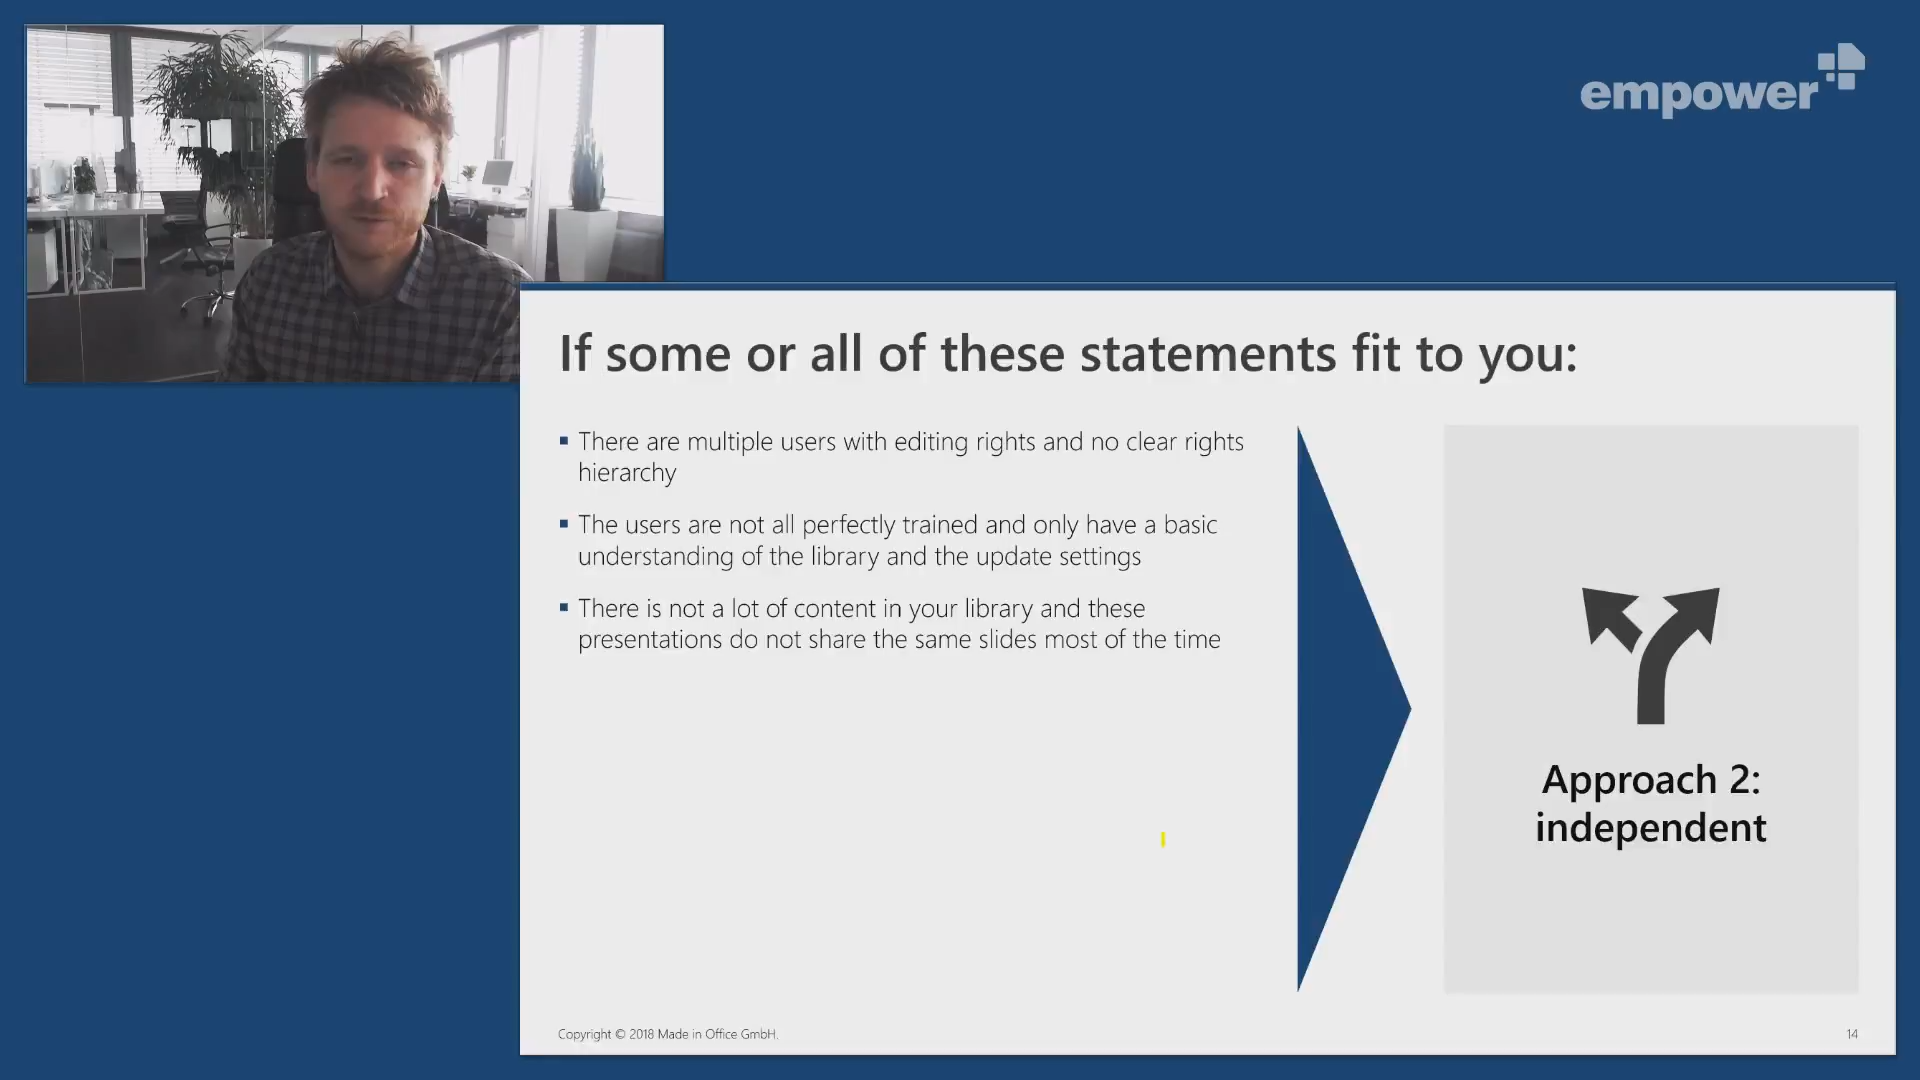 empower
If some or all of these statements fit to you:
There are multiple users with editing rights and no clear rights
hierarchy
The users are not all perfectly trained and only have a basic
understanding of the library and the update settings
There is not a lot of content in your library and these
presentations do not share the same slides most of the time
Approach 2:
independent
Copyright © 2018 Made in Office GmbH.
14